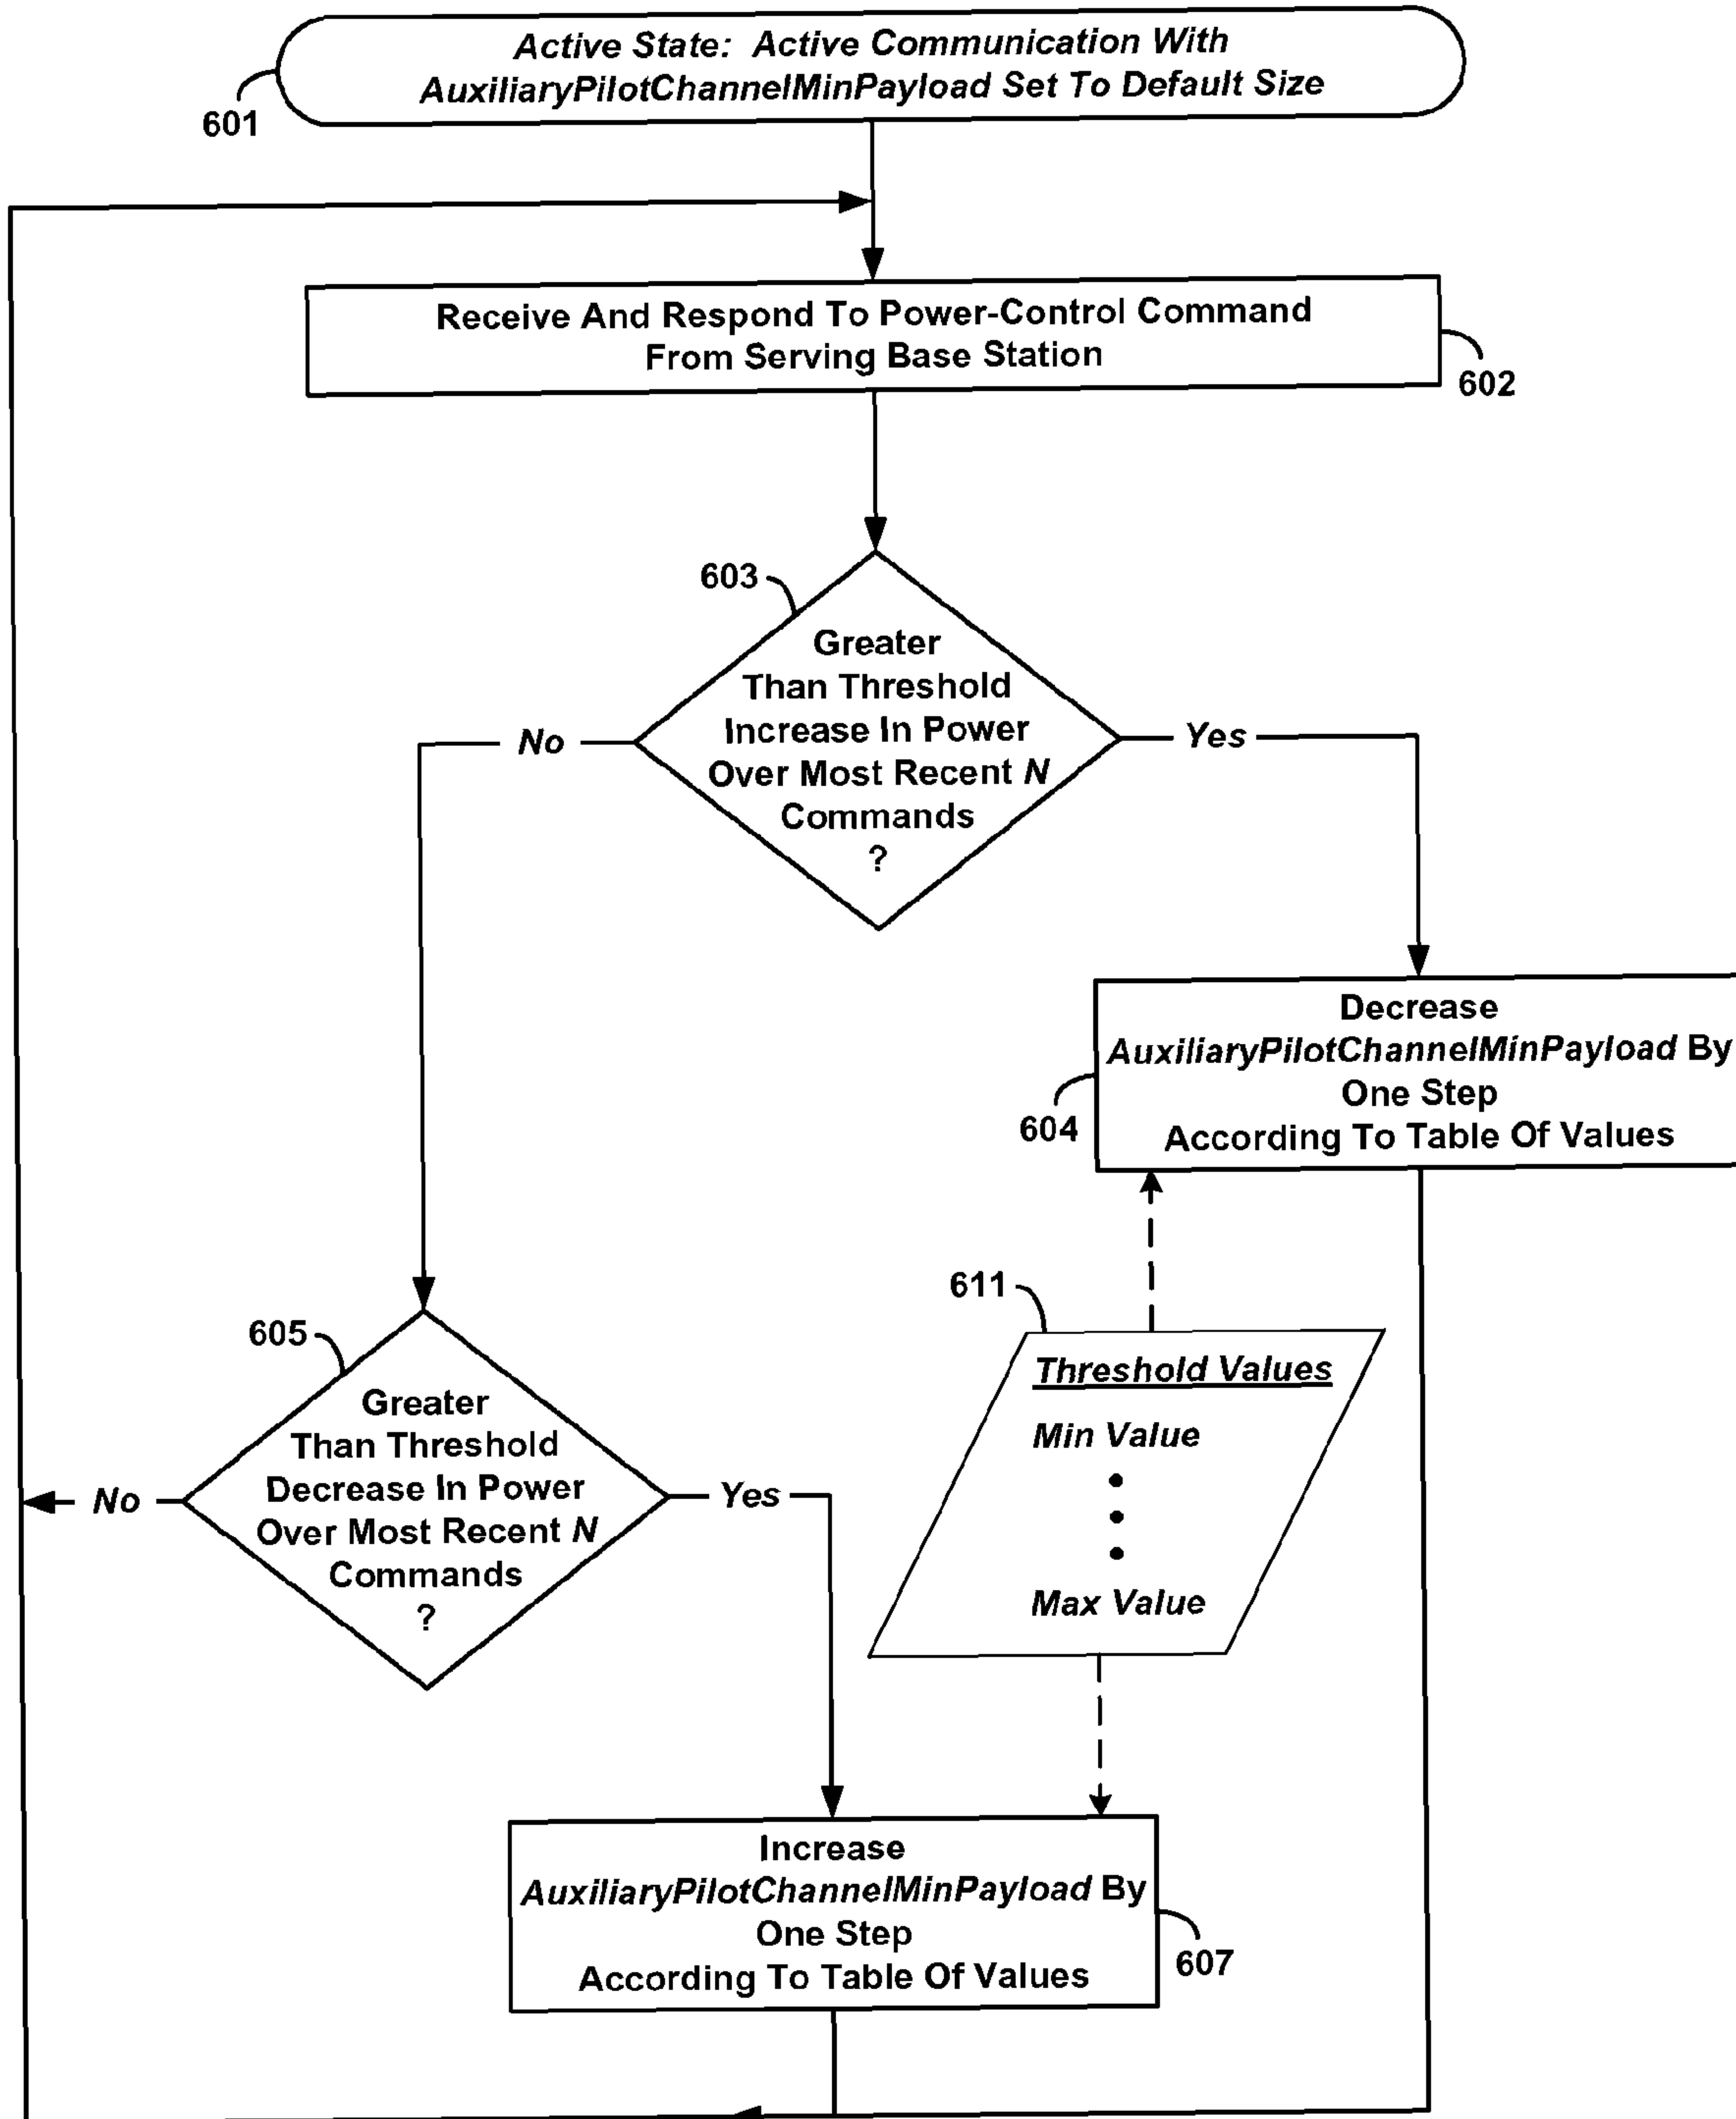 Active State: Active Communication With
AuxiliaryPilotChannelMinPayload Set To Default Size
601
Receive And Respond To Power-Control Command
From Serving Base Station
602
603
Greater
Than Threshold
Increase In Power
Over Most Recent N
Commands
?
No
Yes
Decrease
AuxiliaryPilotChannelMinPayload By
One Step
According To Table Of Values
604
611
Threshold Values
Min Value
Max Value
605
Greater
Than Threshold
Decrease In Power
Over Most Recent N
Commands
?
No
Yes
Increase
AuxiliaryPilotChannelMinPayload By
One Step
According To Table Of Values
607